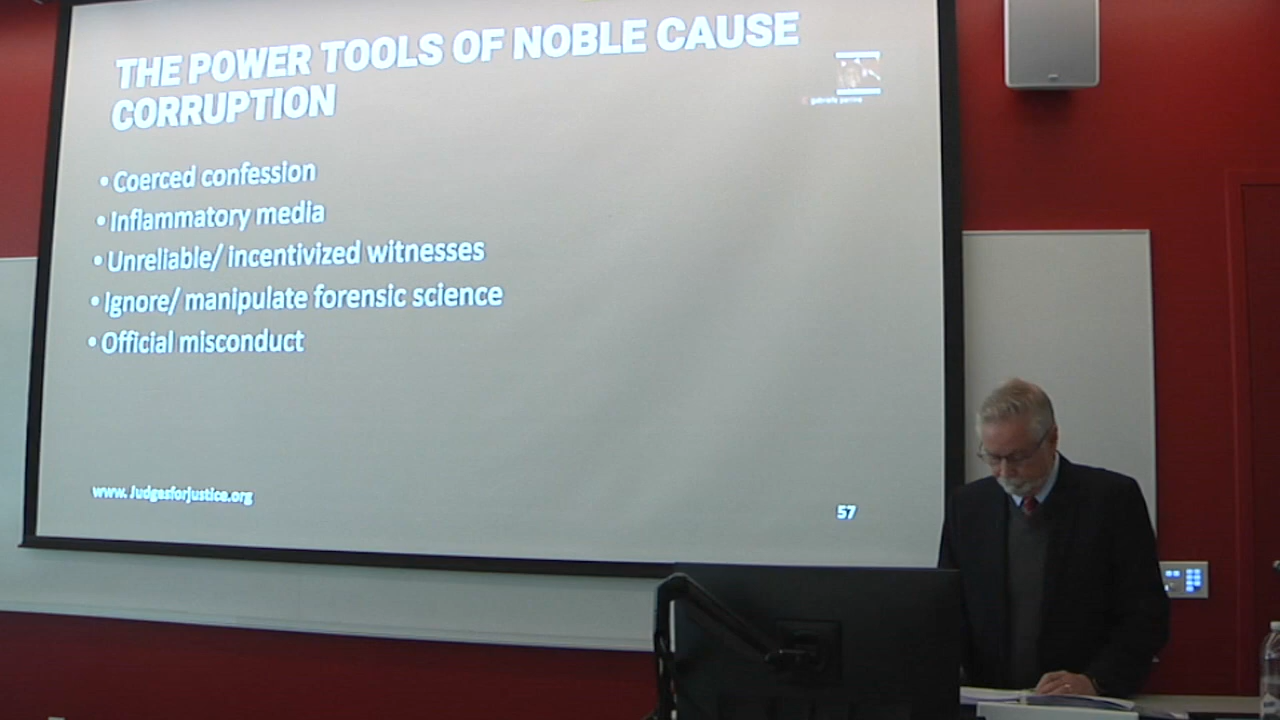 THE POWER TOOLS OF NOBLE CAUSE
CORRUPTION
• Coerced confession
• Inflammatory media
• Unreliable/ incentivized witnesses
• Ignore/ manipulate forensic science
• Official misconduct
www. Judgesforjustice.org
57